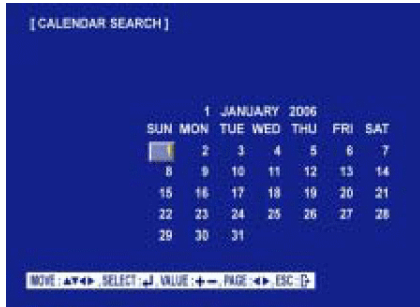 [ CALENDAR SEARCH ]
1 JANUARY 2006
SUN MON TUE WED THU FRI SAT
1 2 3 4 5 6 7
8 9 10 11 12 13 14
15 16 17 18 19 20 21
22 23 24 25 26 27 28
29 30 31
MOVE : ▲▼◀▶ , SELECT : ↵ , VALUE : + − , PAGE : ◀ ▶ , ESC :